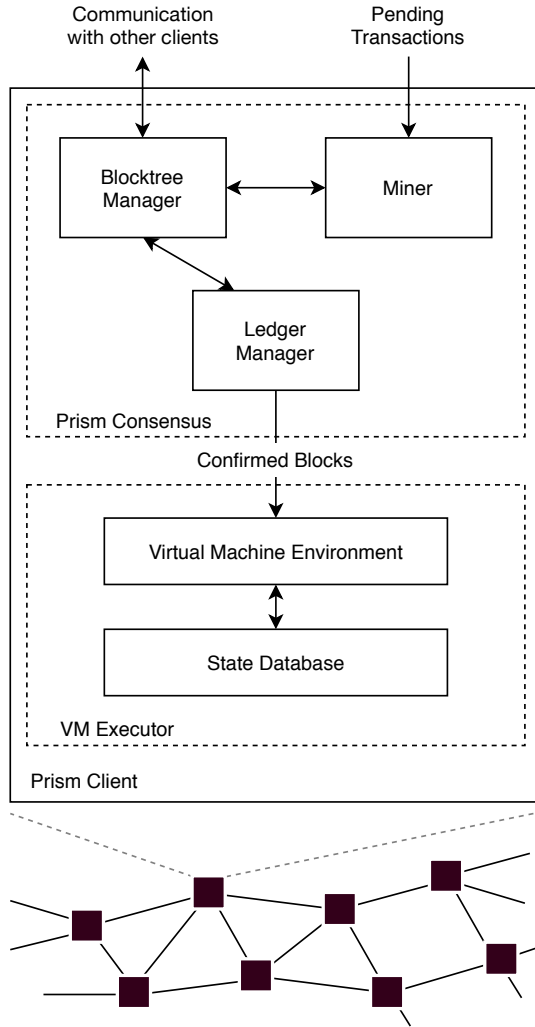 Communication
with other clients
Pending
Transactions
Blocktree
Manager
Miner
Ledger
Manager
Prism Consensus
Confirmed Blocks
Virtual Machine Environment
State Database
VM Executor
Prism Client